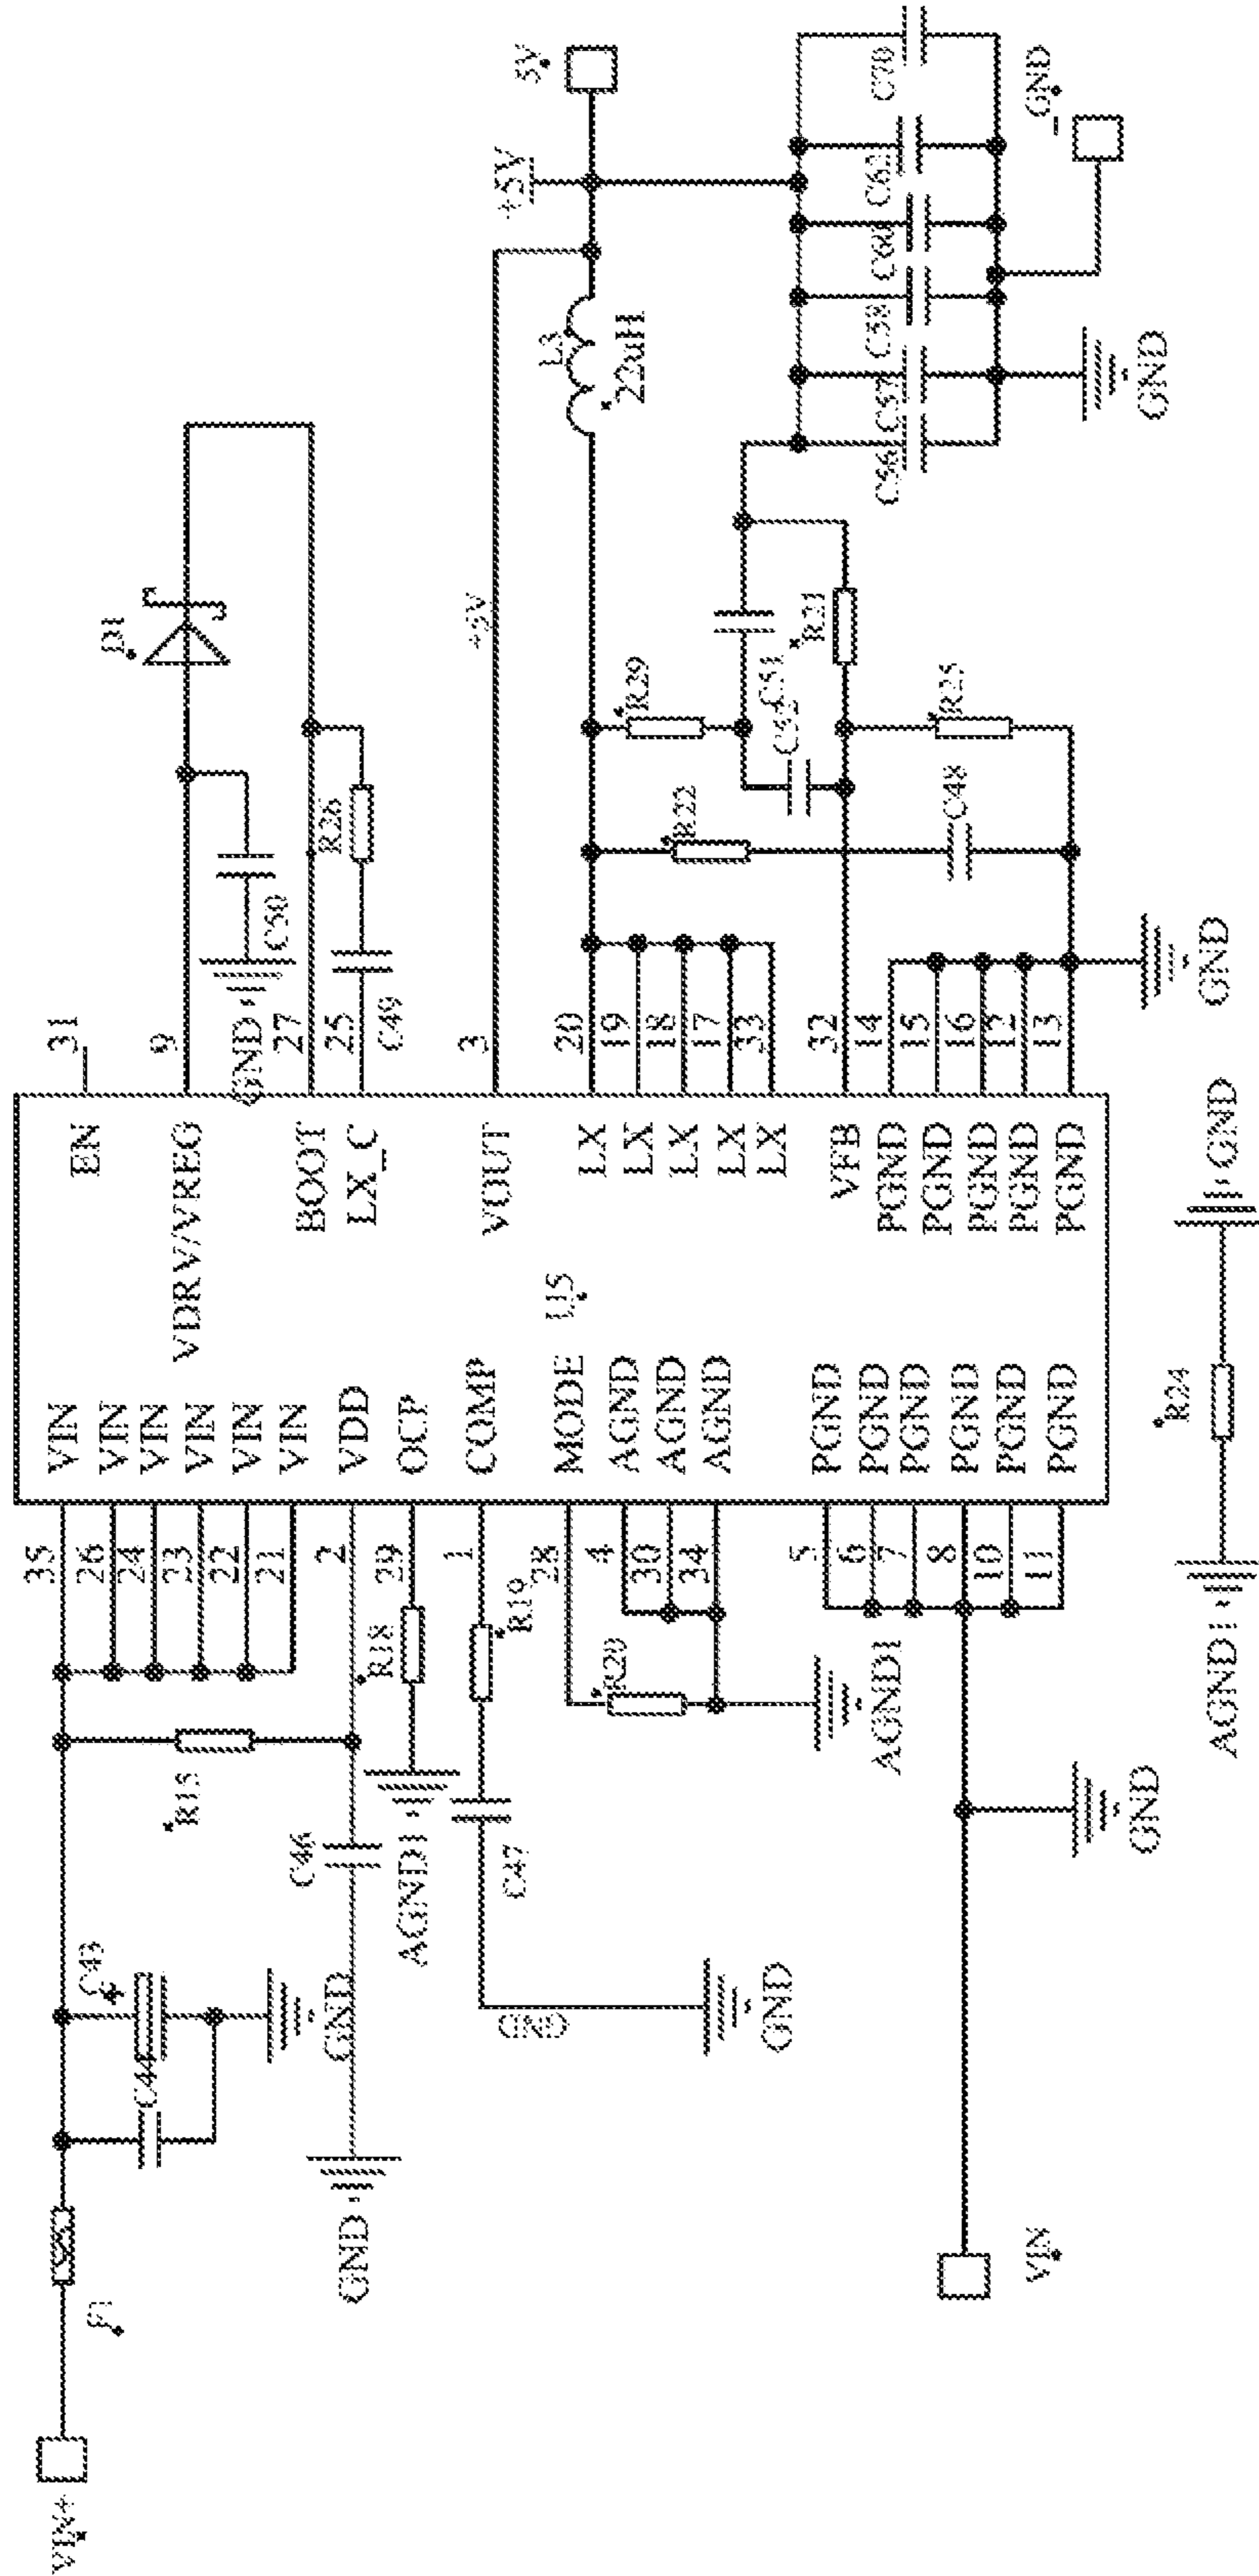 VIN+
F1
C44
C43
GND
R15
C46
GND
R18
AGND1
R19
C47
GND
GND
R20
AGND1
GND
VIN
35
26
24
23
22
21
2
29
1
28
4
30
34
5
6
7
8
10
11
VIN
VIN
VIN
VIN
VIN
VIN
VDD
OCP
COMP
MODE
AGND
AGND
AGND
PGND
PGND
PGND
PGND
PGND
PGND
U5
EN
VDRV/VREG
BOOT
LX_C
VOUT
LX
LX
LX
LX
LX
VFB
PGND
PGND
PGND
PGND
PGND
31
9
27
25
3
20
19
18
17
33
32
14
15
16
12
13
GND
C50
D1
R26
C49
+5V
L3
22uH
+5V
5V
R29
R22
C51
C52
R21
R25
C48
GND
C56
C57
C58
C60
C62
C70
GND
_GND
AGND1
R24
GND